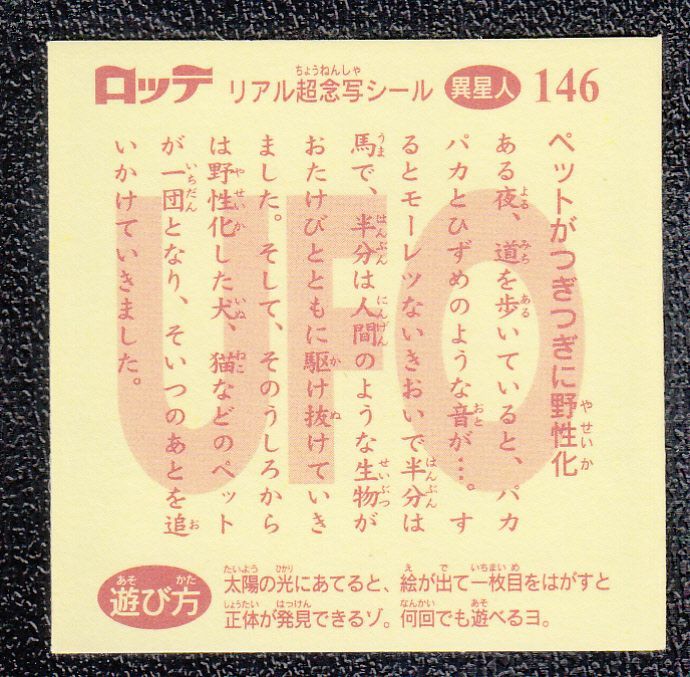 ロッテ リアル超念写シール 異星人 146
ペットがつぎつぎに野性化
ある夜、道を歩いていると、パカ
パカとひずめのような音が…。す
るとモーレツないきおいで半分は
馬で、半分は人間のような生物が
おたけびとともに駆け抜けていき
ました。そして、そのうしろから
は野性化した犬、猫などのペット
が一団となり、そいつのあとを追
いかけていきました。
UFO
遊び方
太陽の光にあてると、絵が出て一枚目をはがすと
正体が発見できるゾ。何回でも遊べるヨ。